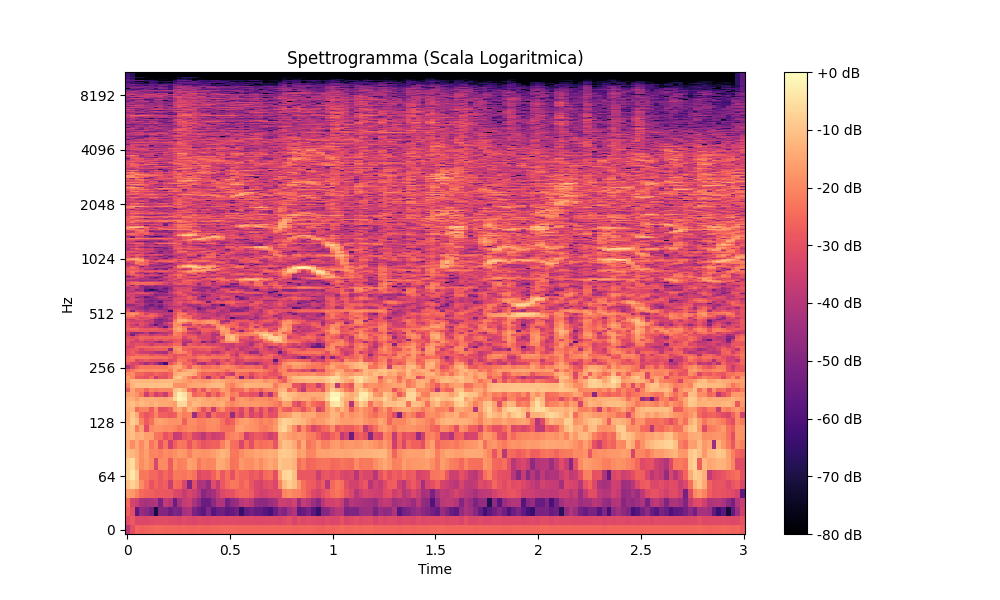 Spettrogramma (Scala Logaritmica)
Hz
8192
4096
2048
1024
512
256
128
64
0
0
0.5
1
1.5
2
2.5
3
Time
+0 dB
-10 dB
-20 dB
-30 dB
-40 dB
-50 dB
-60 dB
-70 dB
-80 dB